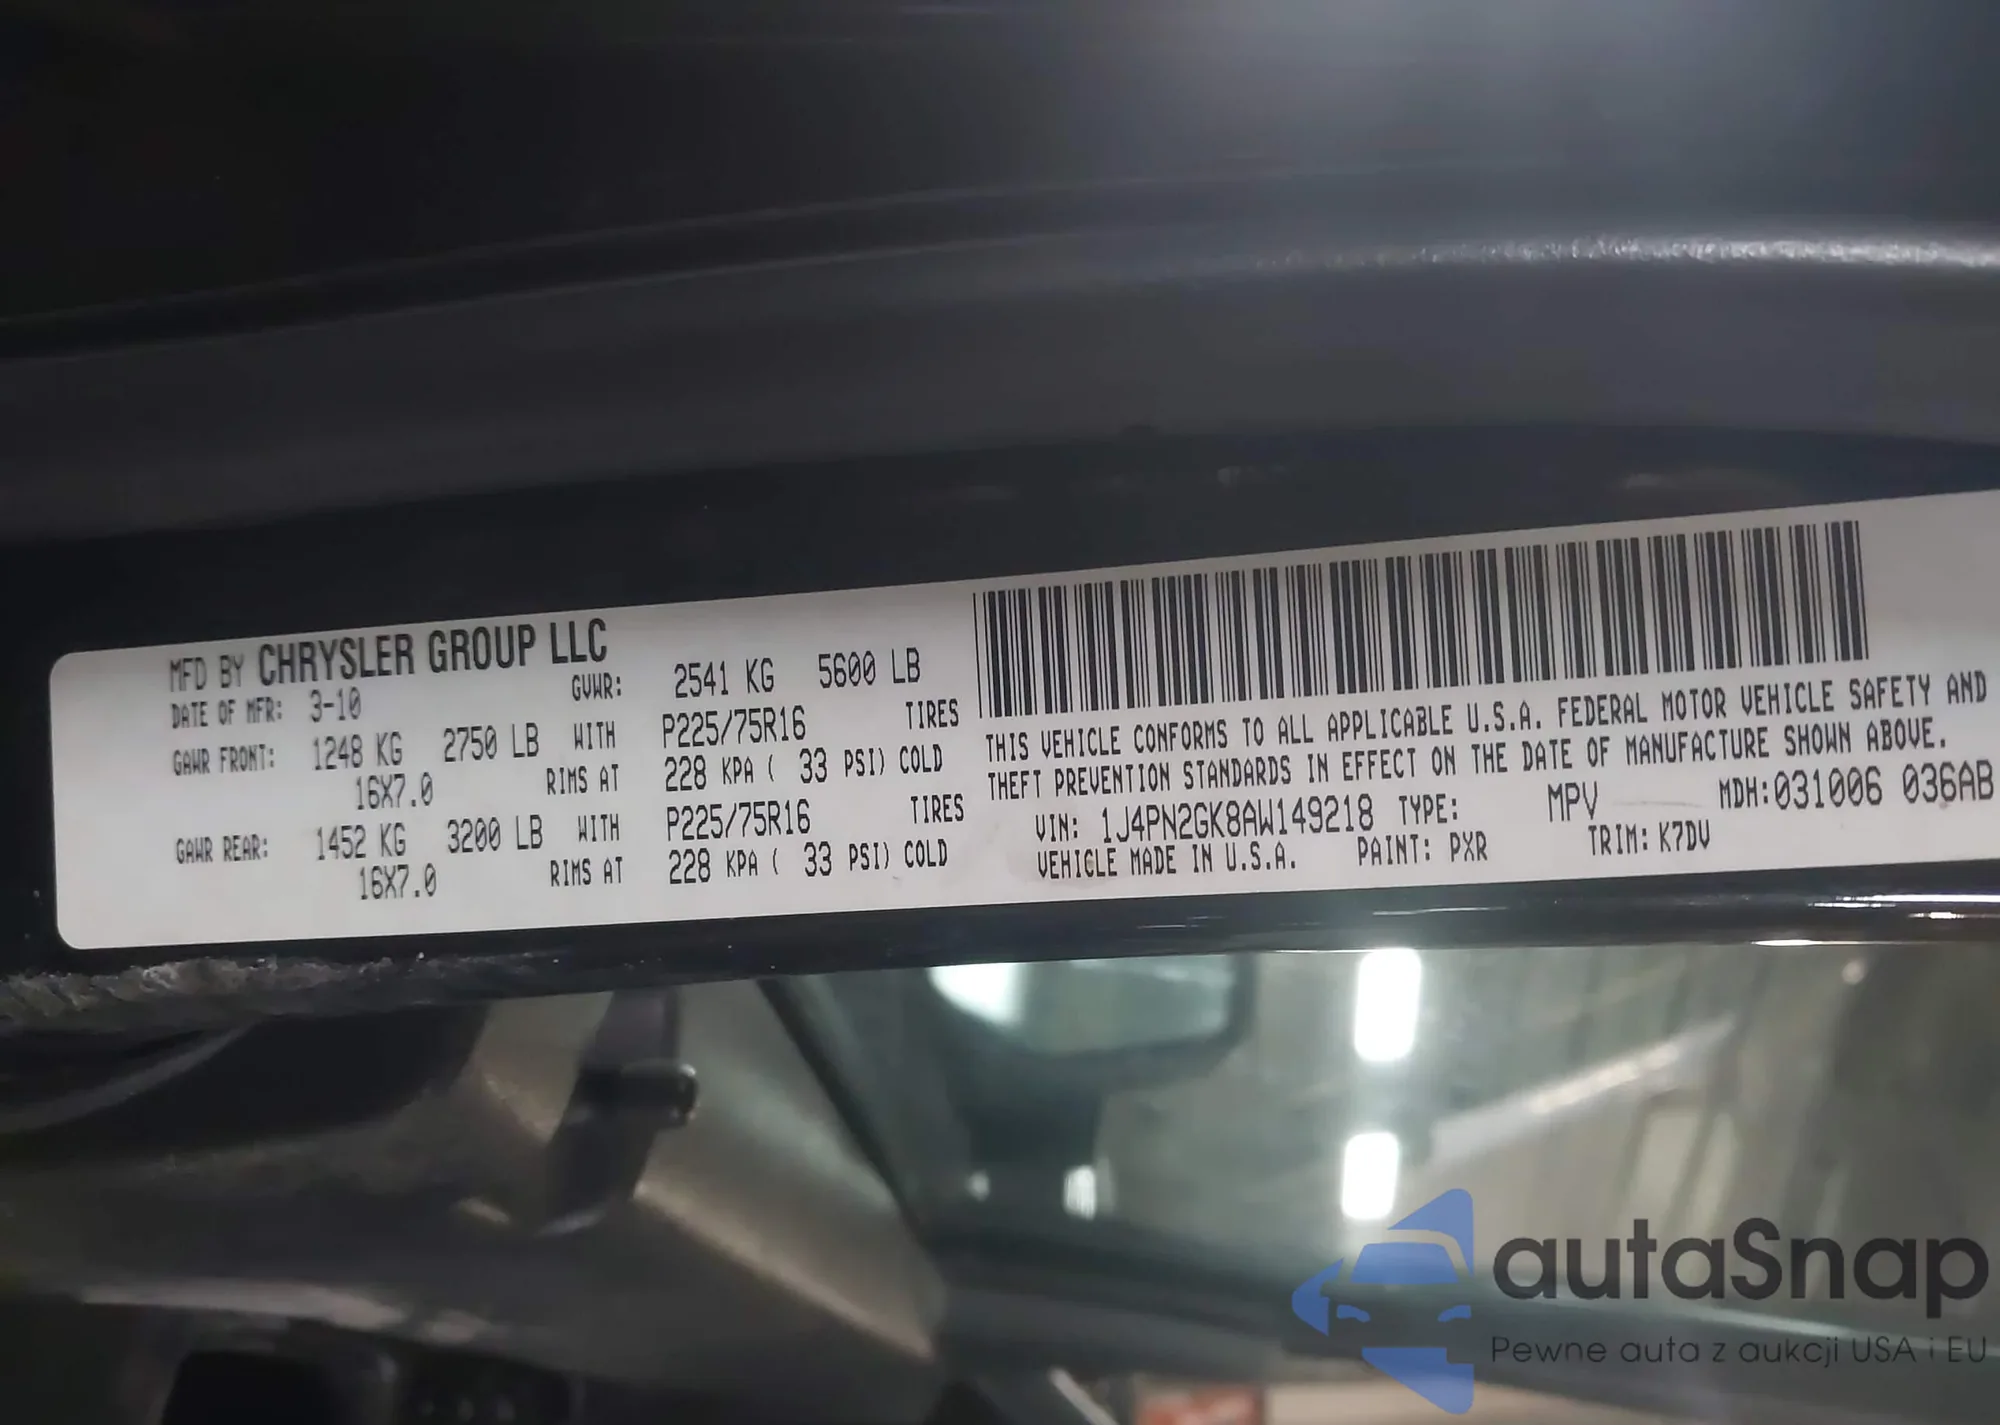 MFD BY CHRYSLER GROUP LLC
DATE OF MFR: 3-10 GVWR: 2541 KG 5600 LB
GAWR FRONT: 1248 KG 2750 LB WITH P225/75R16 TIRES
16X7.0 RIMS AT 228 KPA ( 33 PSI) COLD
GAWR REAR: 1452 KG 3200 LB WITH P225/75R16 TIRES
16X7.0 RIMS AT 228 KPA ( 33 PSI) COLD
THIS VEHICLE CONFORMS TO ALL APPLICABLE U.S.A. FEDERAL MOTOR VEHICLE SAFETY AND
THEFT PREVENTION STANDARDS IN EFFECT ON THE DATE OF MANUFACTURE SHOWN ABOVE.
VIN: 1J4PN2GK8AW149218 TYPE: MPV MDH:031006 036AB
VEHICLE MADE IN U.S.A. PAINT: PXR TRIM: K7DV
autaSnap
Pewne auta z aukcji USA i EU